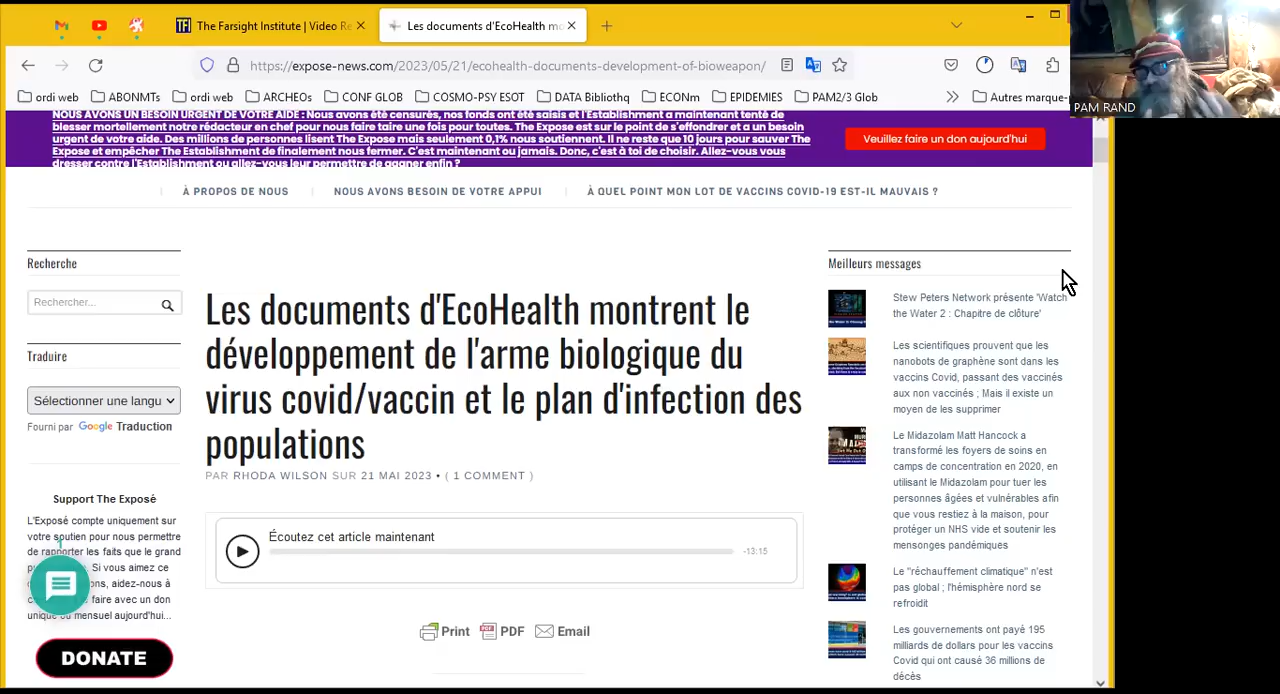 The Farsight Institute | Video Re
Les documents d'EcoHealth mo
https://expose-news.com/2023/05/21/ecohealth-documents-development-of-bioweapon/
ordi web
ABONMTs
ordi web
ARCHEOs
CONF GLOB
COSMO-PSY ESOT
DATA Bibliothq
ECONm
EPIDEMIES
PAM2/3 Glob
Autres marque-
PAM RAND
NOUS AVONS UN BESOIN URGENT DE VOTRE AIDE : Nous avons été censurés, nos fonds ont été saisis et l'Establishment a maintenant tenté de
blesser mortellement notre rédacteur en chef pour nous faire taire une fois pour toutes. The Expose est sur le point de s'effondrer et a un besoin
urgent de votre aide. Des millions de personnes lisent The Expose mais seulement 0,1% nous soutiennent. Il ne reste que 10 jours pour sauver The
Expose et empêcher The Establishment de finalement nous fermer. C'est maintenant ou jamais. Donc, c'est à toi de choisir. Allez-vous vous
dresser contre l'Establishment ou allez-vous leur permettre de gagner enfin ?
Veuillez faire un don aujourd'hui
À PROPOS DE NOUS
NOUS AVONS BESOIN DE VOTRE APPUI
À QUEL POINT MON LOT DE VACCINS COVID-19 EST-IL MAUVAIS ?
Recherche
Rechercher...
Traduire
Sélectionner une langu
Fourni par Google Traduction
Support The Exposé
L'Exposé compte uniquement sur
votre soutien pour nous permettre
de rapporter les faits que le grand
Si vous aimez ce
ons, aidez-nous à
faire avec un don
unique ou mensuel aujourd'hui...
1
DONATE
Les documents d'EcoHealth montrent le
développement de l'arme biologique du
virus covid/vaccin et le plan d'infection des
populations
PAR RHODA WILSON SUR 21 MAI 2023 • ( 1 COMMENT )
Écoutez cet article maintenant
-13:15
Print
PDF
Email
Meilleurs messages
Stew Peters Network présente 'Watch
the Water 2 : Chapitre de clôture'
Les scientifiques prouvent que les
nanobots de graphène sont dans les
vaccins Covid, passant des vaccinés
aux non vaccinés ; Mais il existe un
moyen de les supprimer
Le Midazolam Matt Hancock a
transformé les foyers de soins en
camps de concentration en 2020, en
utilisant le Midazolam pour tuer les
personnes âgées et vulnérables afin
que vous restiez à la maison, pour
protéger un NHS vide et soutenir les
mensonges pandémiques
Le "réchauffement climatique" n'est
pas global ; l'hémisphère nord se
refroidit
Les gouvernements ont payé 195
milliards de dollars pour les vaccins
Covid qui ont causé 36 millions de
décès